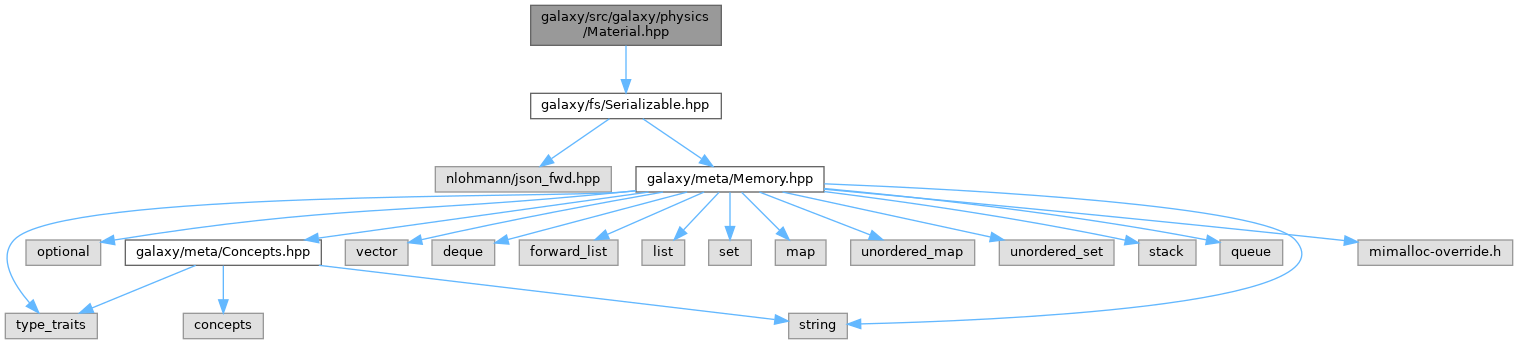 galaxy/src/galaxy/physics
/Material.hpp
galaxy/fs/Serializable.hpp
nlohmann/json_fwd.hpp
galaxy/meta/Memory.hpp
optional
galaxy/meta/Concepts.hpp
vector
deque
forward_list
list
set
map
unordered_map
unordered_set
stack
queue
mimalloc-override.h
type_traits
concepts
string